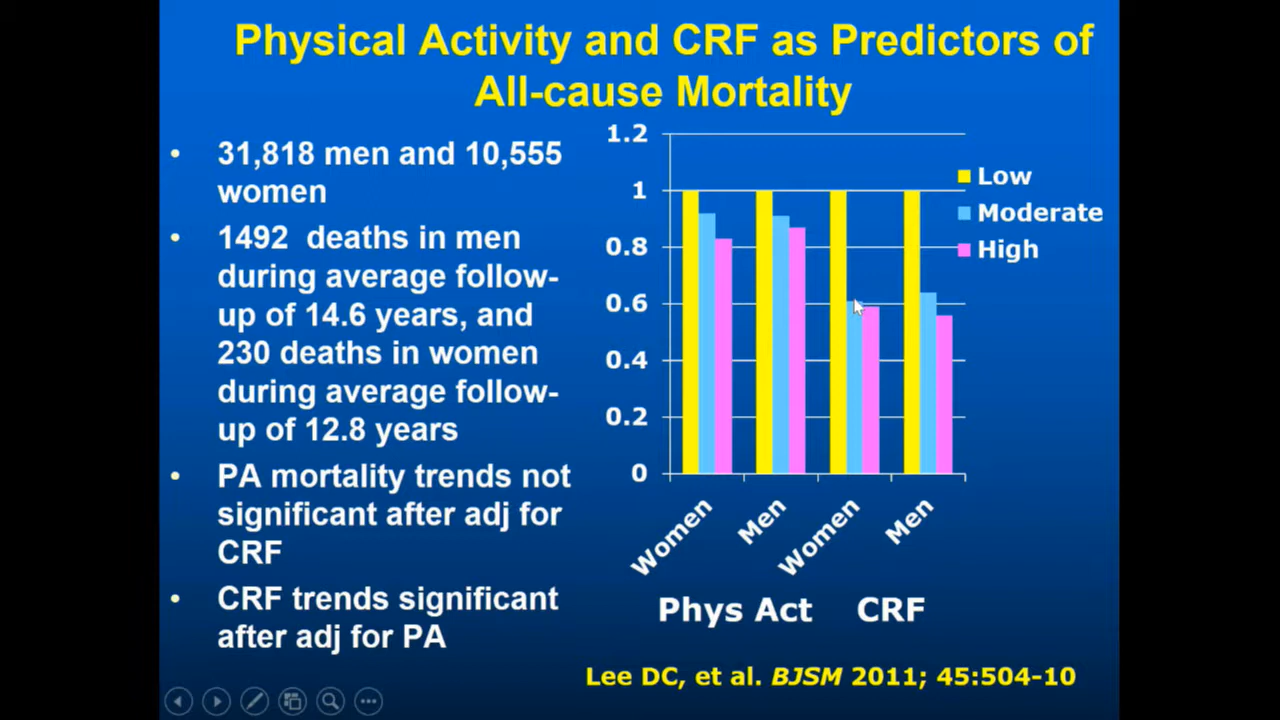 Physical Activity and CRF as Predictors of
All-cause Mortality
• 31,818 men and 10,555
women
• 1492 deaths in men
during average follow-
up of 14.6 years, and
230 deaths in women
during average follow-
up of 12.8 years
• PA mortality trends not
significant after adj for
CRF
• CRF trends significant
after adj for PA
1.2
1
0.8
0.6
0.4
0.2
0
Low
Moderate
High
Women
Men
Women
Men
Phys Act CRF
Lee DC, et al. BJSM 2011; 45:504-10